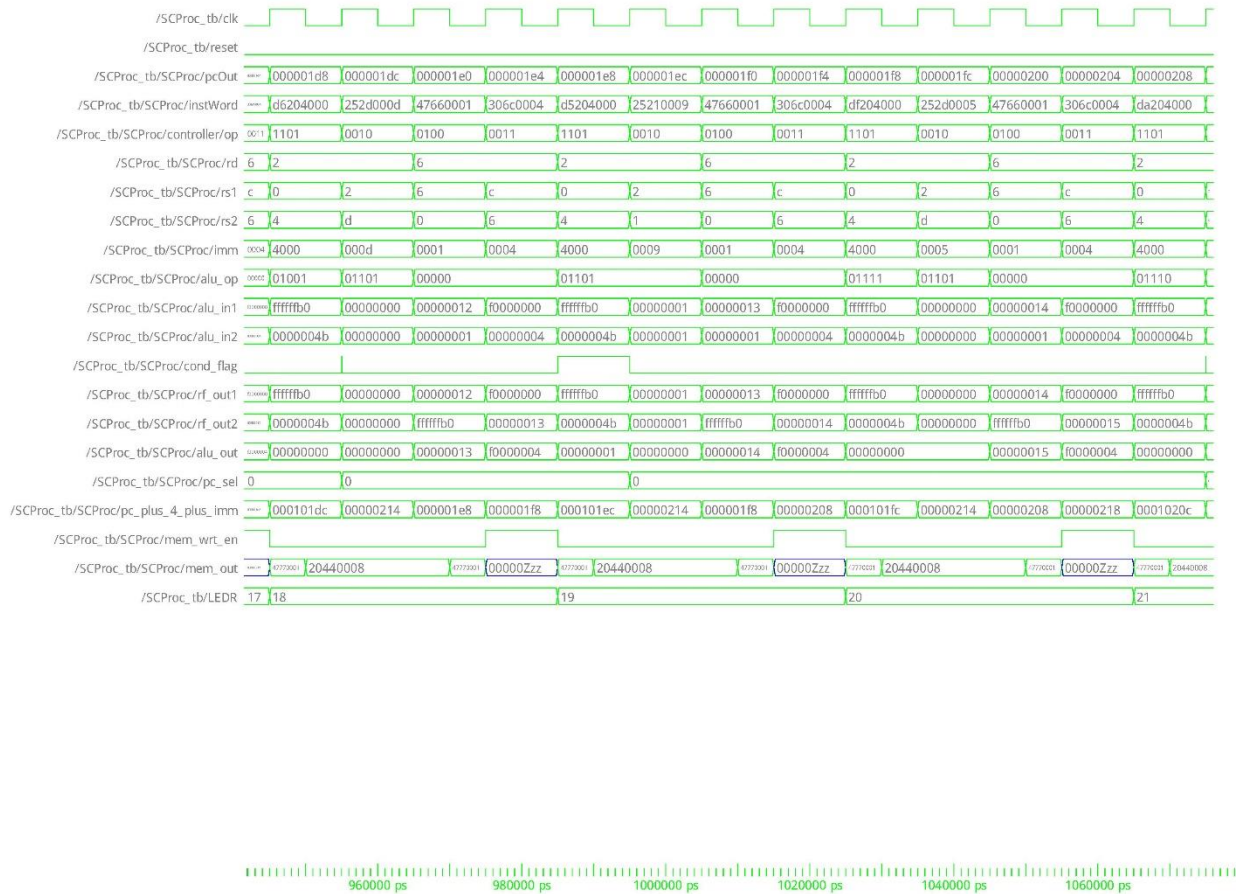 /SCProc_tb/clk
/SCProc_tb/reset
/SCProc_tb/SCProc/pcOut 000001d8 000001dc 000001e0 000001e4 000001e8 000001ec 000001f0 000001f4 000001f8 000001fc 00000200 00000204 00000208
/SCProc_tb/SCProc/instWord d6204000 252d000d 47660001 306c0004 d5204000 25210009 47660001 306c0004 df204000 252d0005 47660001 306c0004 da204000
/SCProc_tb/SCProc/controller/op 0011 1101 0010 0100 0011 1101 0010 0100 0011 1101 0010 0100 0011 1101
/SCProc_tb/SCProc/rd 6 2 6 2 6 2 6 2
/SCProc_tb/SCProc/rs1 c 0 2 6 c 0 2 6 c 0 2 6 c 0
/SCProc_tb/SCProc/rs2 6 4 d 0 6 4 1 0 6 4 d 0 6 4
/SCProc_tb/SCProc/imm 0004 4000 000d 0001 0004 4000 0009 0001 0004 4000 0005 0001 0004 4000
/SCProc_tb/SCProc/alu_op 00000 01001 01101 00000 01101 00000 01111 01101 00000 01110
/SCProc_tb/SCProc/alu_in1 ffffffb0 00000000 00000012 f0000000 ffffffb0 00000001 00000013 f0000000 ffffffb0 00000000 00000014 f0000000 ffffffb0
/SCProc_tb/SCProc/alu_in2 0000004b 00000000 00000001 00000004 0000004b 00000001 00000001 00000004 0000004b 00000000 00000001 00000004 0000004b
/SCProc_tb/SCProc/cond_flag
/SCProc_tb/SCProc/rf_out1 ffffffb0 00000000 00000012 f0000000 ffffffb0 00000001 00000013 f0000000 ffffffb0 00000000 00000014 f0000000 ffffffb0
/SCProc_tb/SCProc/rf_out2 0000004b 00000000 ffffffb0 00000013 0000004b 00000001 ffffffb0 00000014 0000004b 00000000 ffffffb0 00000015 0000004b
/SCProc_tb/SCProc/alu_out 00000000 00000000 00000013 f0000004 00000001 00000000 00000014 f0000004 00000000 00000015 f0000004 00000000
/SCProc_tb/SCProc/pc_sel 0 0 0
/SCProc_tb/SCProc/pc_plus_4_plus_imm 000101dc 00000214 000001e8 000001f8 000101ec 00000214 000001f8 00000208 000101fc 00000214 00000208 00000218 0001020c
/SCProc_tb/SCProc/mem_wrt_en
/SCProc_tb/SCProc/mem_out 47770001 20440008 47770001 00000Zzz 47770001 20440008 47770001 00000Zzz 47770001 20440008 47770001 00000Zzz 47770001 20440008
/SCProc_tb/LEDR 17 18 19 20 21
960000 ps 980000 ps 1000000 ps 1020000 ps 1040000 ps 1060000 ps